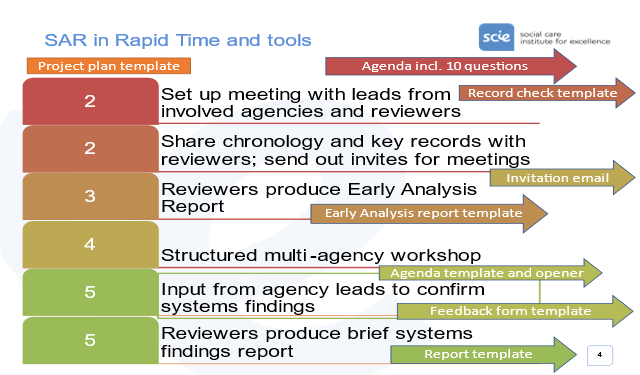 SAR in Rapid Time and tools
scie
social care
institute for excellence
Project plan template
Agenda incl. 10 questions
2
Set up meeting with leads from
involved agencies and reviewers
Record check template
2
Share chronology and key records with
reviewers; send out invites for meetings
Invitation email
3
Reviewers produce Early Analysis
Report
Early Analysis report template
4
Structured multi-agency workshop
Agenda template and opener
5
Input from agency leads to confirm
systems findings
Feedback form template
5
Reviewers produce brief systems
findings report
Report template
4